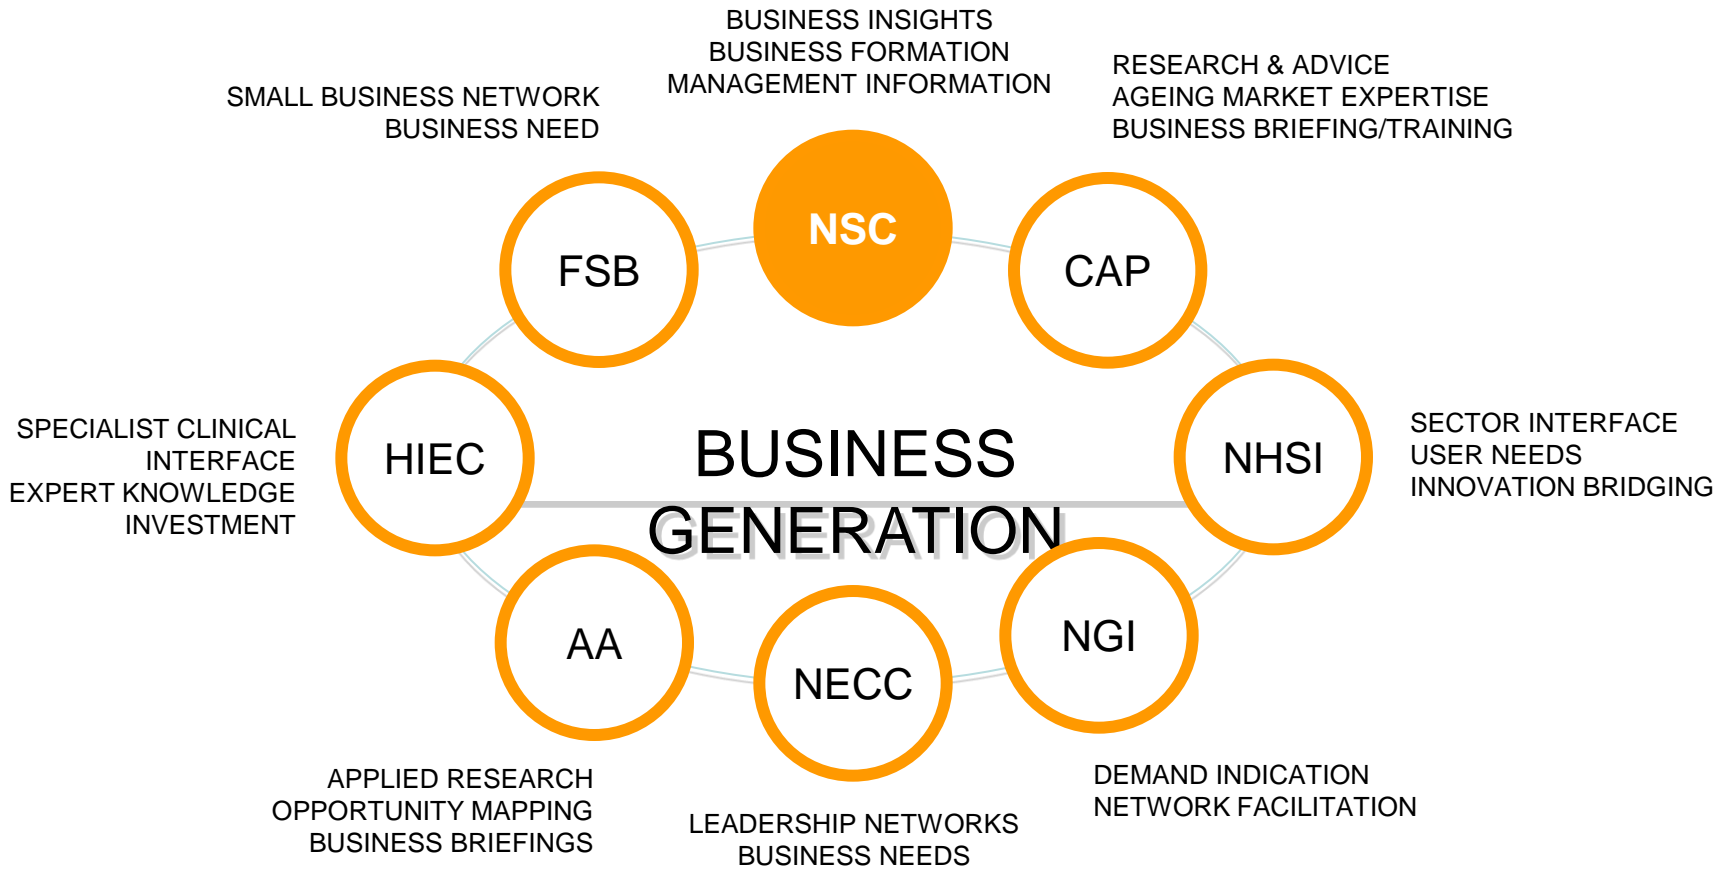 BUSINESS INSIGHTS
BUSINESS FORMATION
MANAGEMENT INFORMATION
RESEARCH & ADVICE
AGEING MARKET EXPERTISE
BUSINESS BRIEFING/TRAINING
SMALL BUSINESS NETWORK
BUSINESS NEED
NSC
FSB
CAP
SPECIALIST CLINICAL
INTERFACE
EXPERT KNOWLEDGE
INVESTMENT
HIEC
BUSINESS
GENERATION
NHSI
SECTOR INTERFACE
USER NEEDS
INNOVATION BRIDGING
AA
NECC
NGI
APPLIED RESEARCH
OPPORTUNITY MAPPING
BUSINESS BRIEFINGS
LEADERSHIP NETWORKS
BUSINESS NEEDS
DEMAND INDICATION
NETWORK FACILITATION